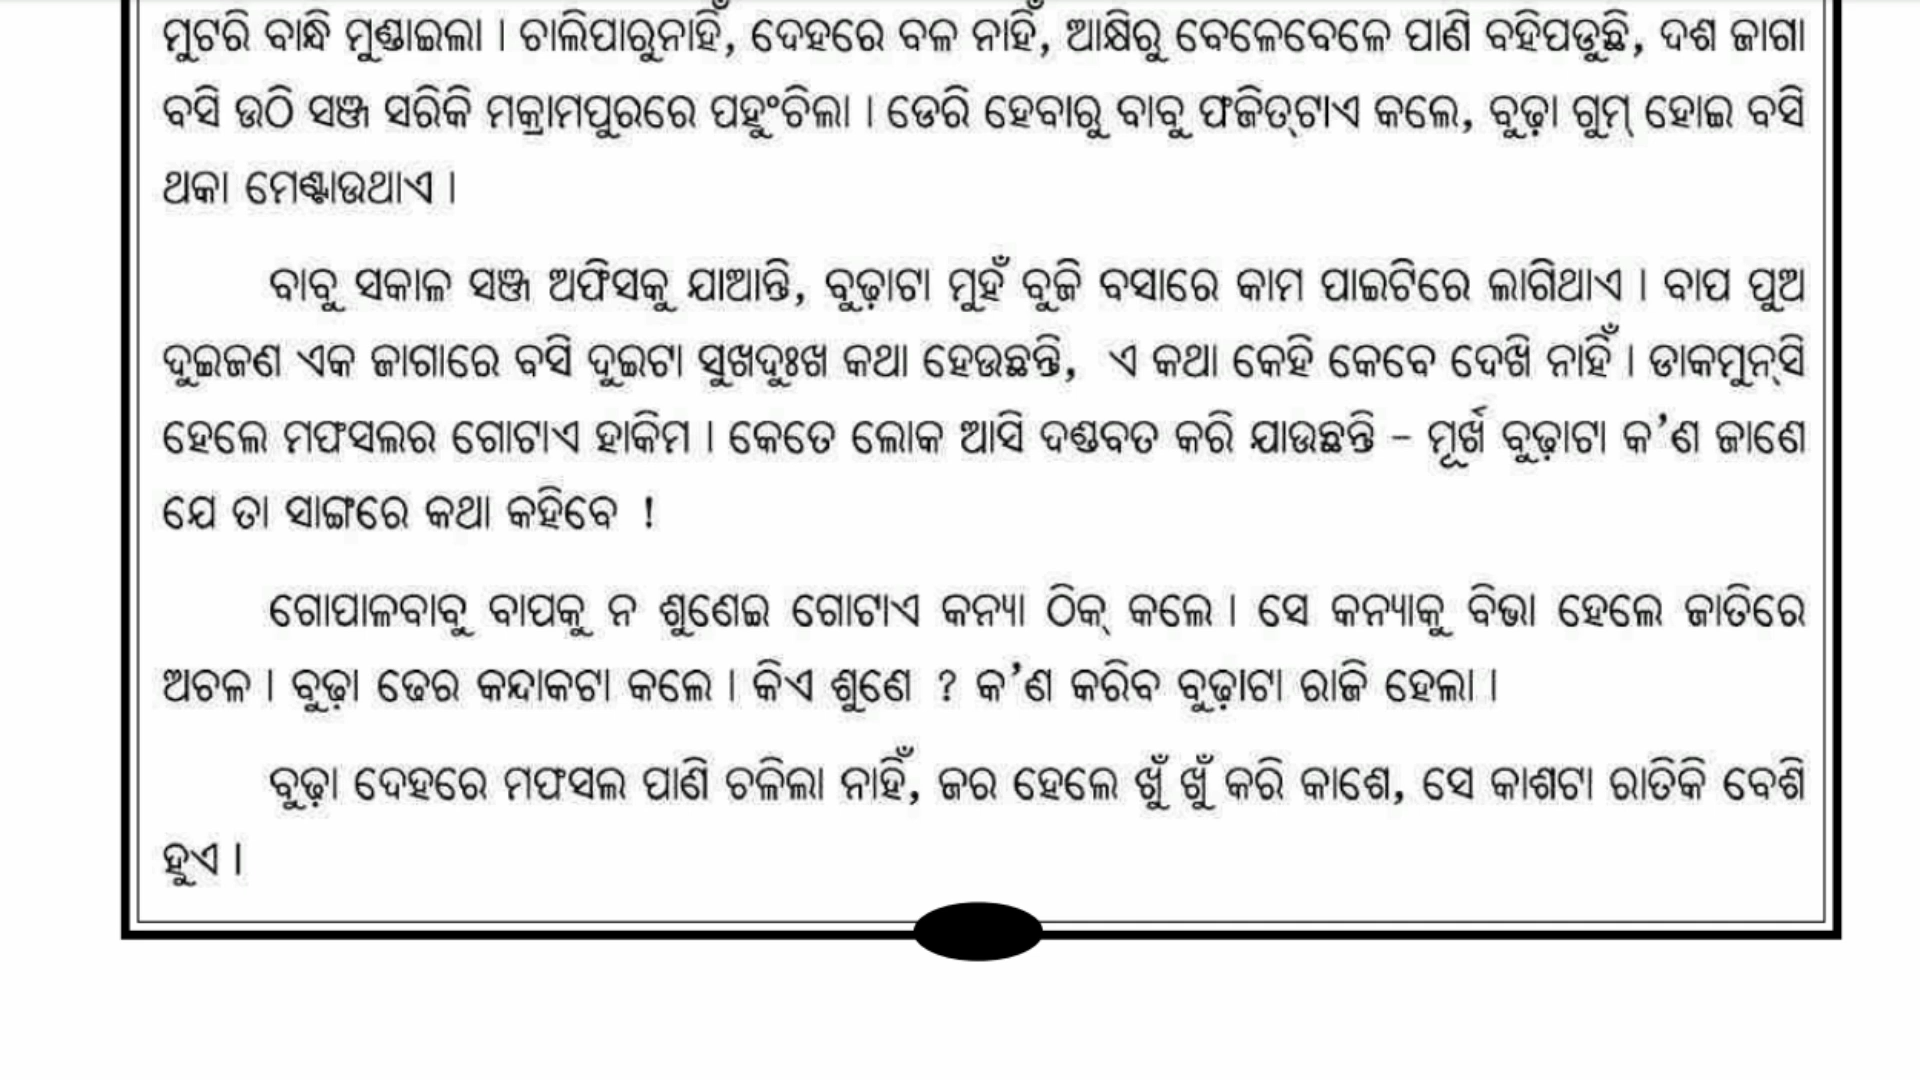 ମୁଟରି ବାନ୍ଧି ମୁଣ୍ଡାଇଲା । ଚାଲିପାରୁନାହିଁ, ଦେହରେ ବଳ ନାହିଁ, ଆକ୍ଷିରୁ ବେଳେବେଳେ ପାଣି ବହିପଡୁଛି, ଦଶ ଜାଗା
ବସି ଉଠି ସଞ୍ଜ ସରିକି ମକ୍ରାମପୁରରେ ପହୁଂଚିଲା । ଡେରି ହେବାରୁ ବାବୁ ଫଜିତ୍‌ଟାଏ କଲେ, ବୁଢ଼ା ଗୁମ୍ ହୋଇ ବସି
ଥକା ମେଣ୍ଟାଉଥାଏ ।
ବାବୁ ସକାଳ ସଞ୍ଜ ଅଫିସକୁ ଯାଆନ୍ତି, ବୁଢ଼ାଟା ମୁହଁ ବୁଜି ବସାରେ କାମ ପାଇଟିରେ ଲାଗିଥାଏ । ବାପ ପୁଅ
ଦୁଇଜଣ ଏକ ଜାଗାରେ ବସି ଦୁଇଟା ସୁଖଦୁଃଖ କଥା ହେଉଛନ୍ତି, ଏ କଥା କେହି କେବେ ଦେଖି ନାହିଁ । ଡାକମୁନ୍‌ସି
ହେଲେ ମଫସଲର ଗୋଟାଏ ହାକିମ । କେତେ ଲୋକ ଆସି ଦଣ୍ଡବତ କରି ଯାଉଛନ୍ତି – ମୂର୍ଖ ବୁଢ଼ାଟା କ’ଣ ଜାଣେ
ଯେ ତା ସାଙ୍ଗରେ କଥା କହିବେ !
ଗୋପାଳବାବୁ ବାପକୁ ନ ଶୁଣେଇ ଗୋଟାଏ କନ୍ୟା ଠିକ୍ କଲେ । ସେ କନ୍ୟାକୁ ବିଭା ହେଲେ ଜାତିରେ
ଅଚଳ । ବୁଢ଼ା ଢେର କନ୍ଦାକଟା କଲେ । କିଏ ଶୁଣେ ? କ’ଣ କରିବ ବୁଢ଼ାଟା ରାଜି ହେଲା ।
ବୁଢ଼ା ଦେହରେ ମଫସଲ ପାଣି ଚଳିଲା ନାହିଁ, ଜର ହେଲେ ଖୁଁ ଖୁଁ କରି କାଶେ, ସେ କାଶଟା ରାତିକି ବେଶି
ହୁଏ ।